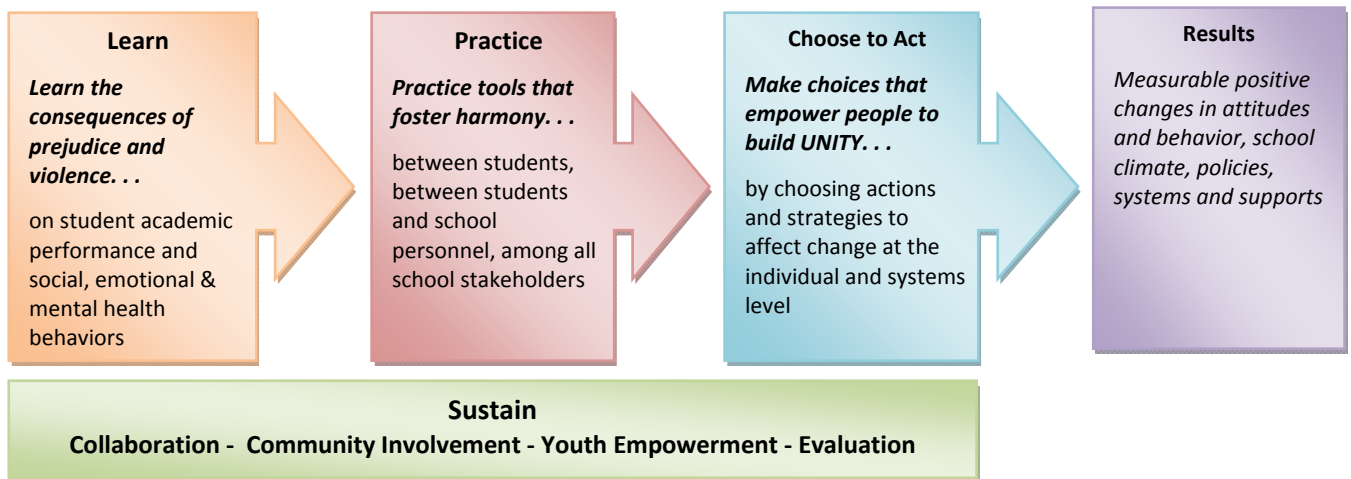 Learn
Learn the
consequences of
prejudice and
violence. . .
on student academic
performance and
social, emotional &
mental health
behaviors
Practice
Practice tools that
foster harmony. . .
between students,
between students
and school
personnel, among all
school stakeholders
Choose to Act
Make choices that
empower people to
build UNITY. . .
by choosing actions
and strategies to
affect change at the
individual and systems
level
Results
Measurable positive
changes in attitudes
and behavior, school
climate, policies,
systems and supports
Sustain
Collaboration - Community Involvement - Youth Empowerment - Evaluation